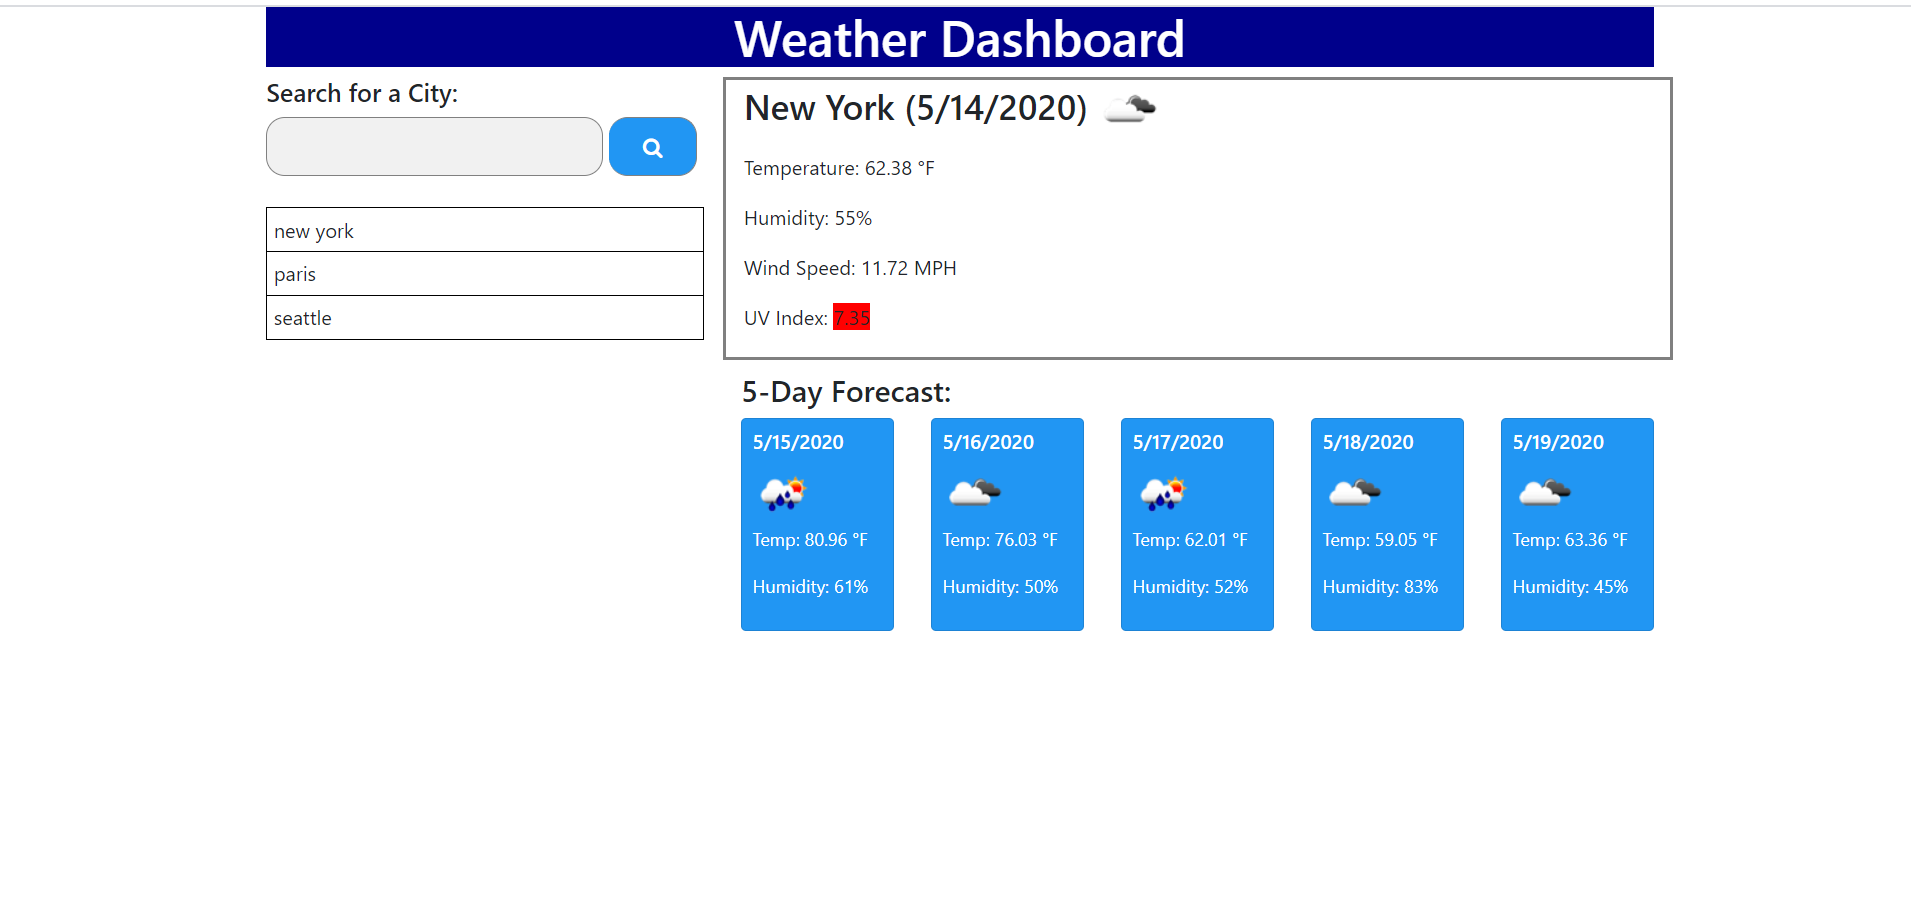 Weather Dashboard
Search for a City:
new york
paris
seattle
New York (5/14/2020)
Temperature: 62.38 °F
Humidity: 55%
Wind Speed: 11.72 MPH
UV Index: 7.35
5-Day Forecast:
5/15/2020
Temp: 80.96 °F
Humidity: 61%
5/16/2020
Temp: 76.03 °F
Humidity: 50%
5/17/2020
Temp: 62.01 °F
Humidity: 52%
5/18/2020
Temp: 59.05 °F
Humidity: 83%
5/19/2020
Temp: 63.36 °F
Humidity: 45%